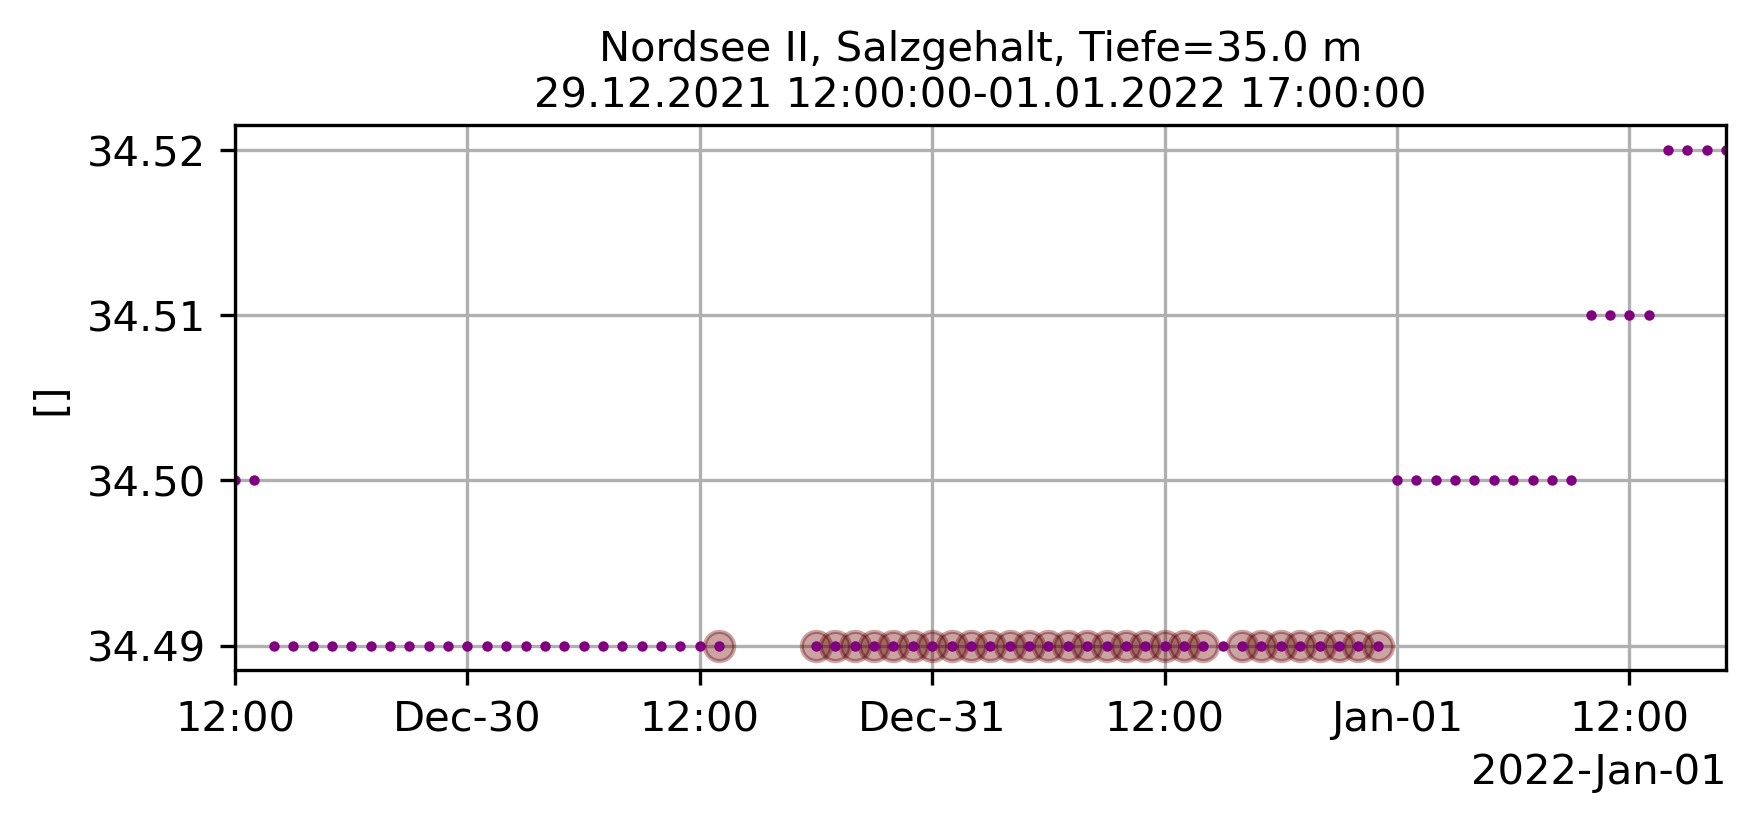 Nordsee II, Salzgehalt, Tiefe=35.0 m
29.12.2021 12:00:00-01.01.2022 17:00:00
34.52
34.51
34.50
34.49
[]
12:00 Dec-30 12:00 Dec-31 12:00 Jan-01 12:00
2022-Jan-01